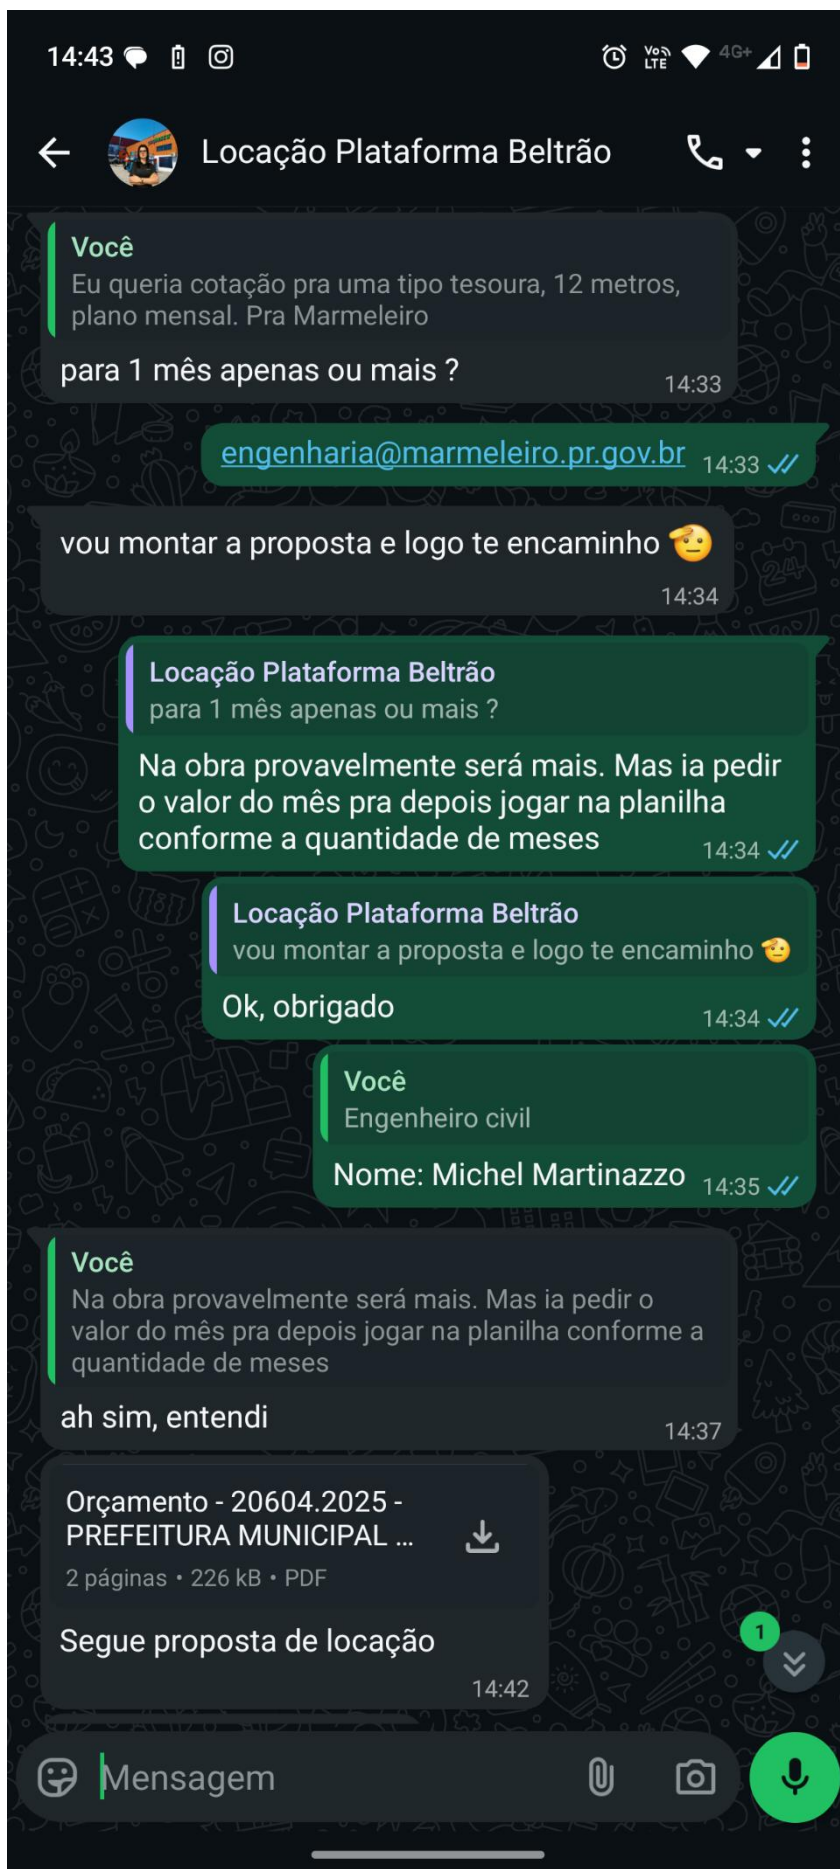 14:43
Vo))
LTE
4G+
Locação Plataforma Beltrão
Você
Eu queria cotação pra uma tipo tesoura, 12 metros,
plano mensal. Pra Marmeleiro
para 1 mês apenas ou mais ?
14:33
engenharia@marmeleiro.pr.gov.br
14:33
vou montar a proposta e logo te encaminho 🫡
14:34
Locação Plataforma Beltrão
para 1 mês apenas ou mais ?
Na obra provavelmente será mais. Mas ia pedir
o valor do mês pra depois jogar na planilha
conforme a quantidade de meses
14:34
Locação Plataforma Beltrão
vou montar a proposta e logo te encaminho 🫡
Ok, obrigado
14:34
Você
Engenheiro civil
Nome: Michel Martinazzo
14:35
Você
Na obra provavelmente será mais. Mas ia pedir o
valor do mês pra depois jogar na planilha conforme a
quantidade de meses
ah sim, entendi
14:37
Orçamento - 20604.2025 -
PREFEITURA MUNICIPAL ...
2 páginas • 226 kB • PDF
Segue proposta de locação
14:42
1
Mensagem